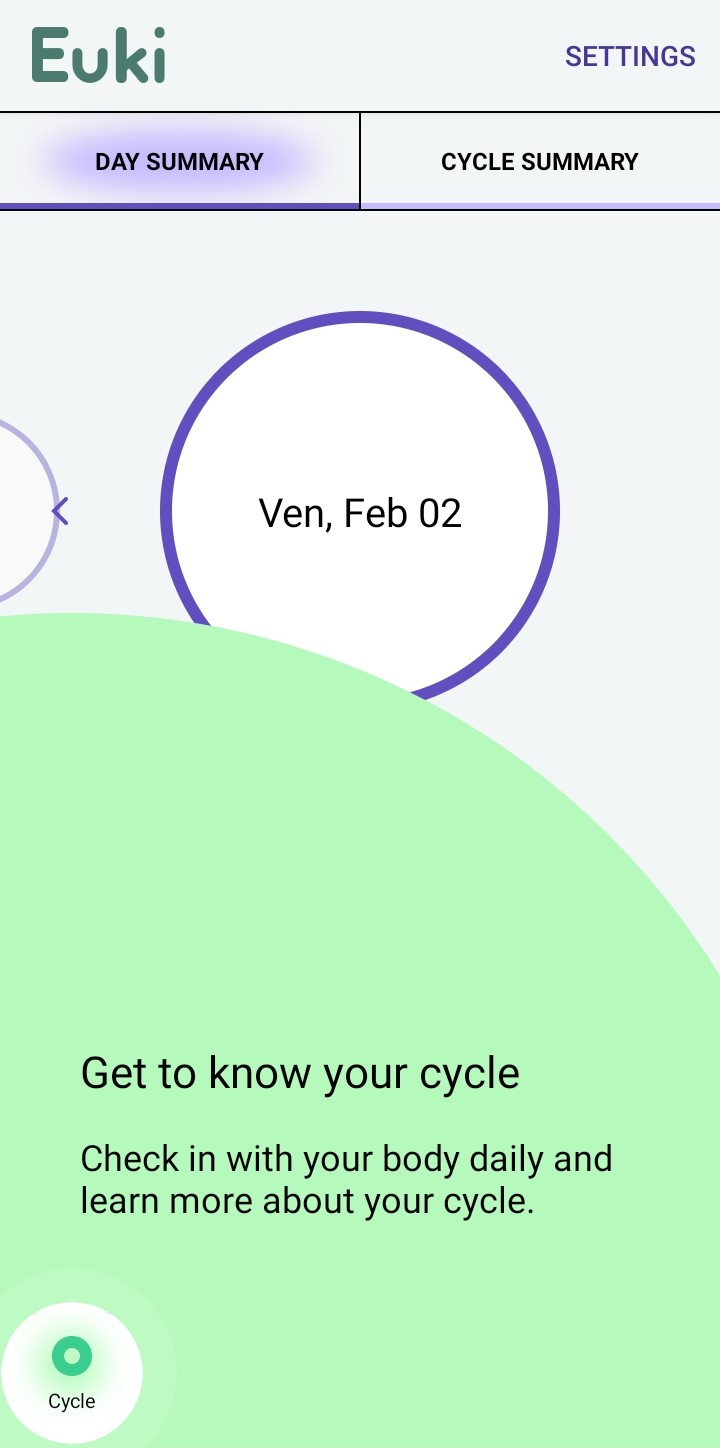 Euki
SETTINGS
DAY SUMMARY
CYCLE SUMMARY
Ven, Feb 02
Get to know your cycle
Check in with your body daily and
learn more about your cycle.
Cycle